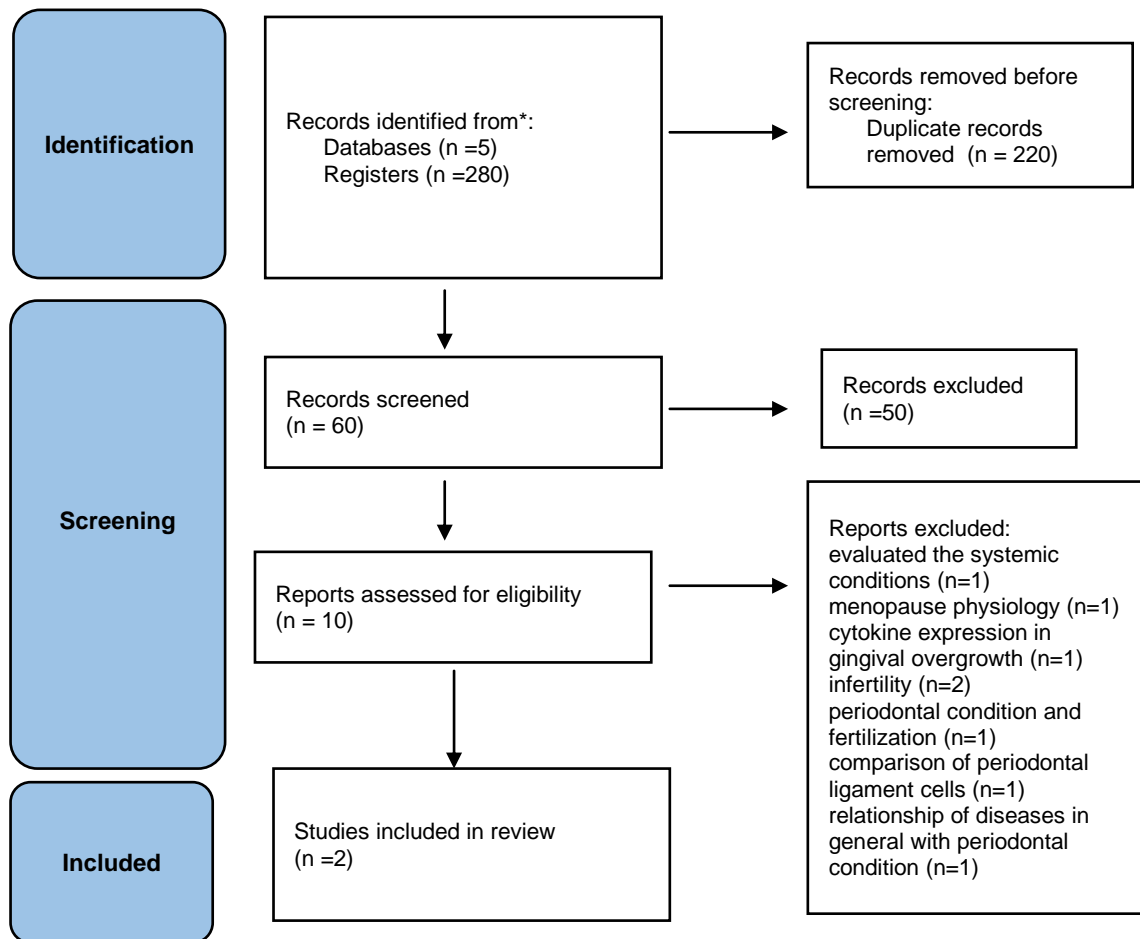 Identification
Records identified from*:
Databases (n =5)
Registers (n =280)
Records removed before
screening:
Duplicate records
removed (n = 220)
Screening
Records screened
(n = 60)
Records excluded
(n =50)
Reports assessed for eligibility
(n = 10)
Reports excluded:
evaluated the systemic
conditions (n=1)
menopause physiology (n=1)
cytokine expression in
gingival overgrowth (n=1)
infertility (n=2)
periodontal condition and
fertilization (n=1)
comparison of periodontal
ligament cells (n=1)
relationship of diseases in
general with periodontal
condition (n=1)
Included
Studies included in review
(n =2)